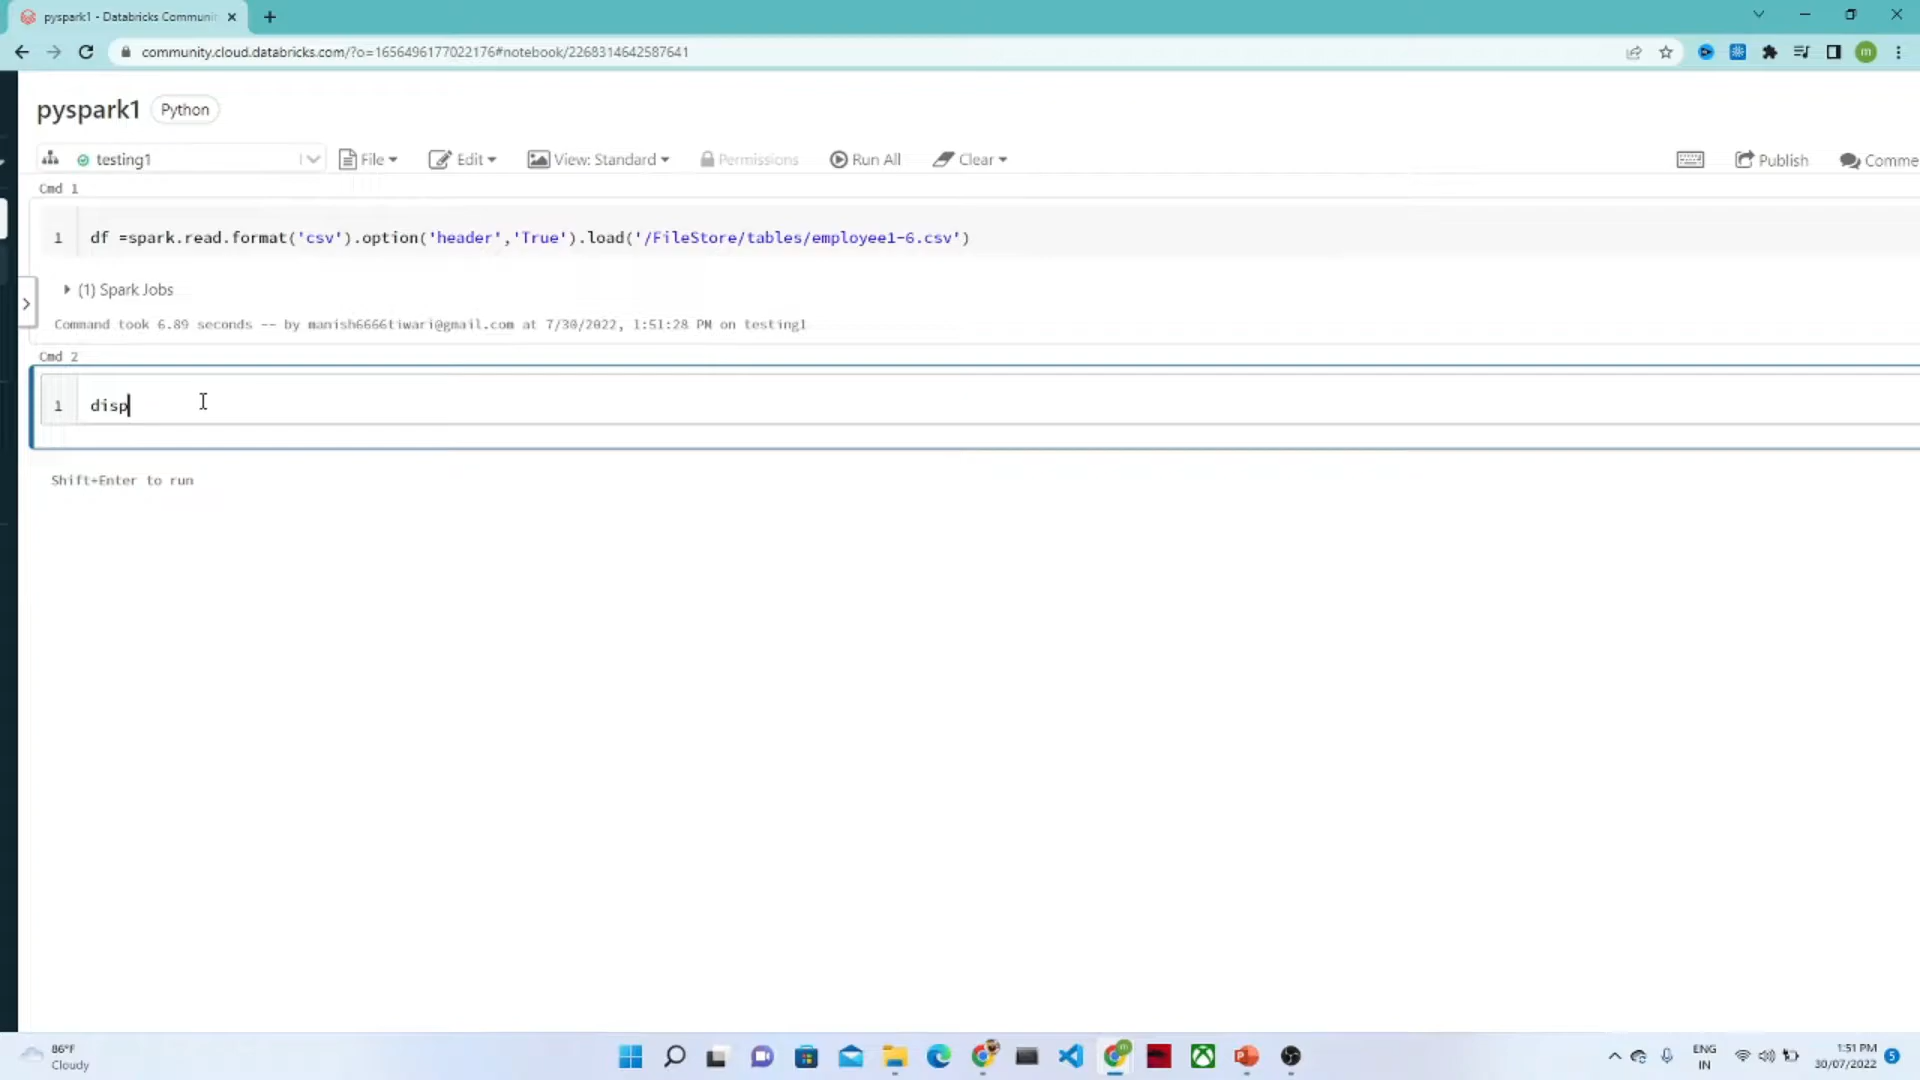 pyspark1 - Databricks Communi
community.cloud.databricks.com/?o=1656496177022176#notebook/2268314642587641
m
pyspark1 Python
testing1 File Edit View: Standard Permissions Run All Clear Publish Comme
Cmd 1
1 df =spark.read.format('csv').option('header','True').load('/FileStore/tables/employee1-6.csv')
(1) Spark Jobs
Command took 6.89 seconds -- by manish6666tiwari@gmail.com at 7/30/2022, 1:51:28 PM on testing1
Cmd 2
1 disp
Shift+Enter to run
86°F
Cloudy
ENG
IN
1:51 PM
30/07/2022
5